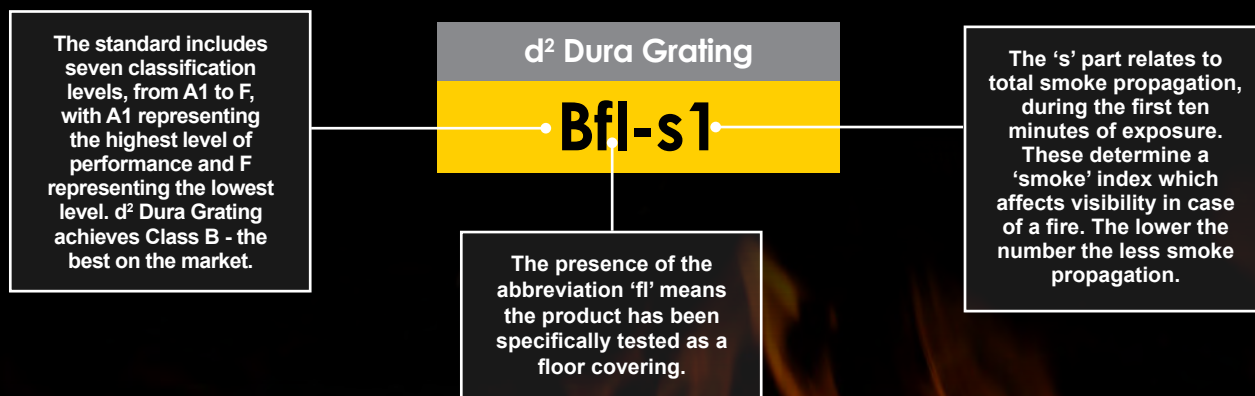 The standard includes
seven classification
levels, from A1 to F,
with A1 representing
the highest level of
performance and F
representing the lowest
level. d² Dura Grating
achieves Class B - the
best on the market.
d² Dura Grating
Bfl-s1
The presence of the
abbreviation ‘fl’ means
the product has been
specifically tested as a
floor covering.
The ‘s’ part relates to
total smoke propagation,
during the first ten
minutes of exposure.
These determine a
‘smoke’ index which
affects visibility in case
of a fire. The lower the
number the less smoke
propagation.